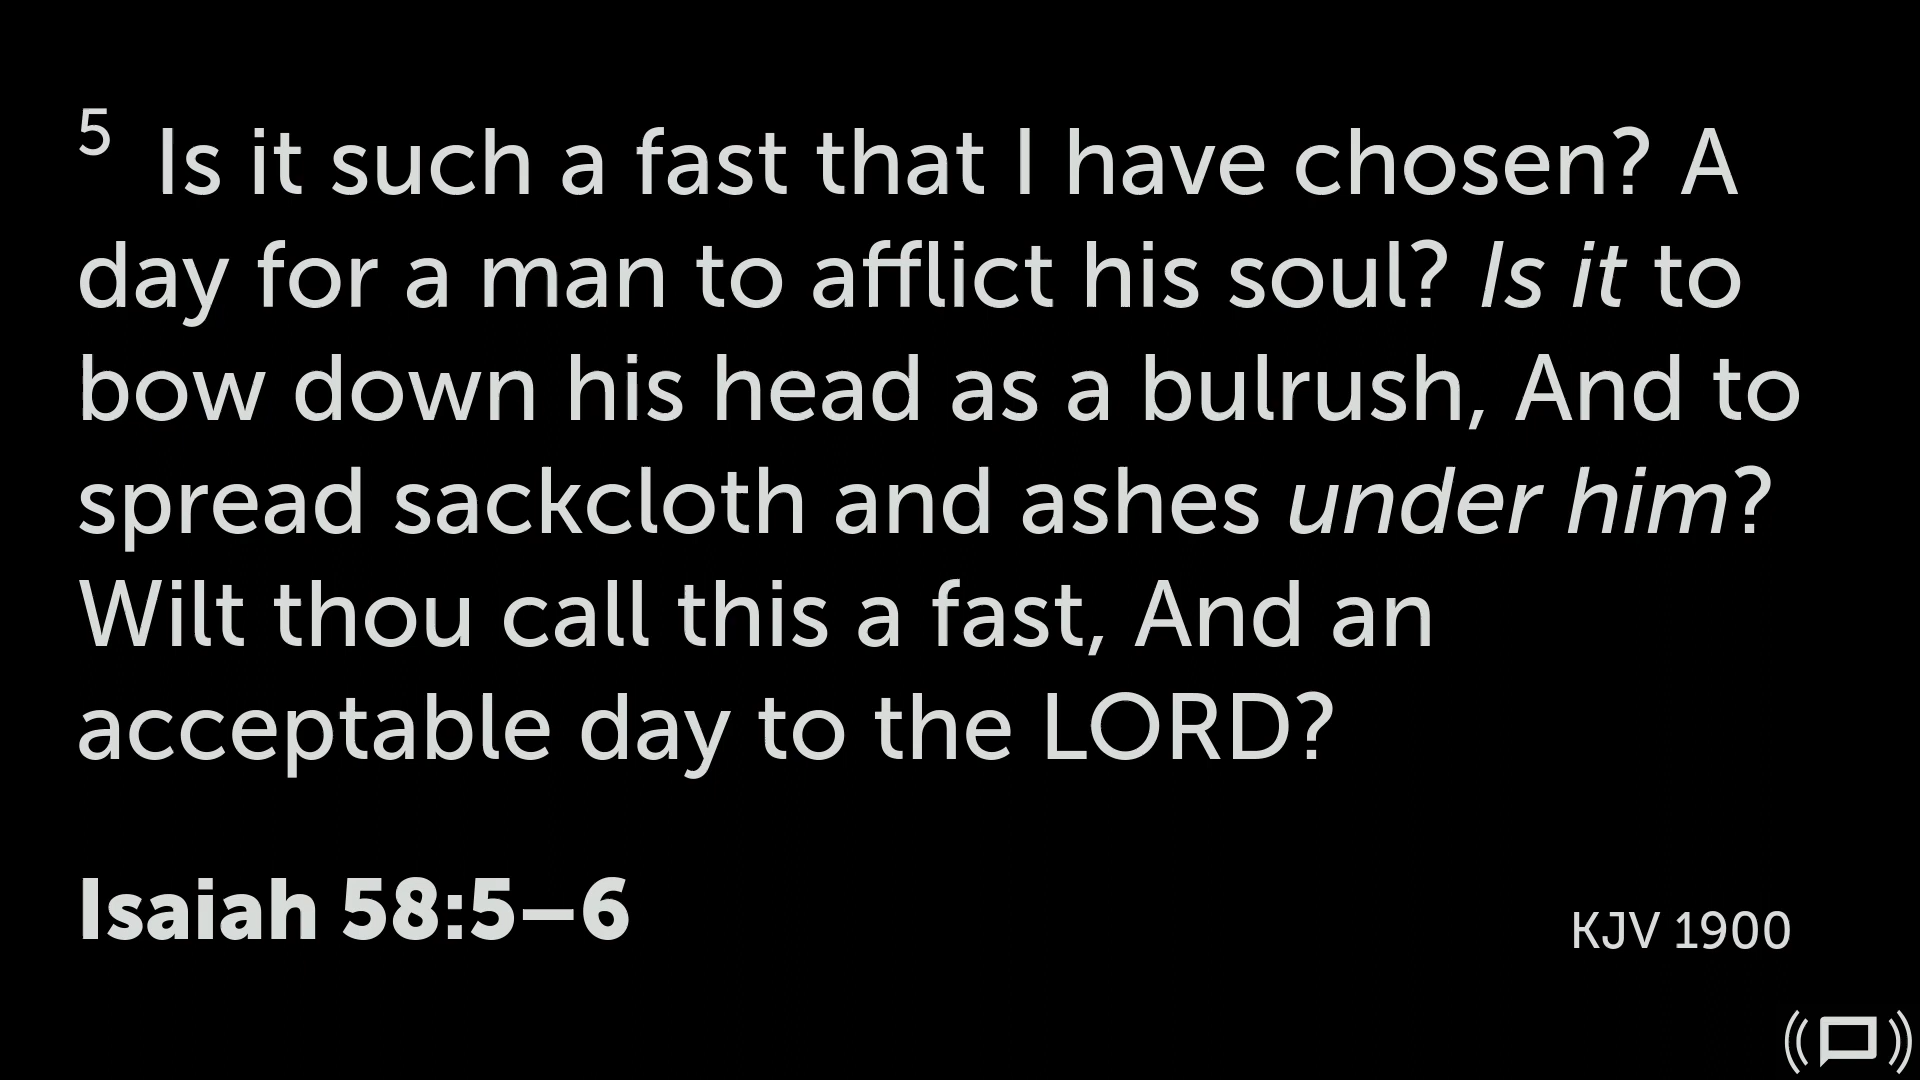 5 Is it such a fast that I have chosen? A
day for a man to afflict his soul? Is it to
bow down his head as a bulrush, And to
spread sackcloth and ashes under him?
Wilt thou call this a fast, And an
acceptable day to the LORD?
Isaiah 58:5–6
KJV 1900